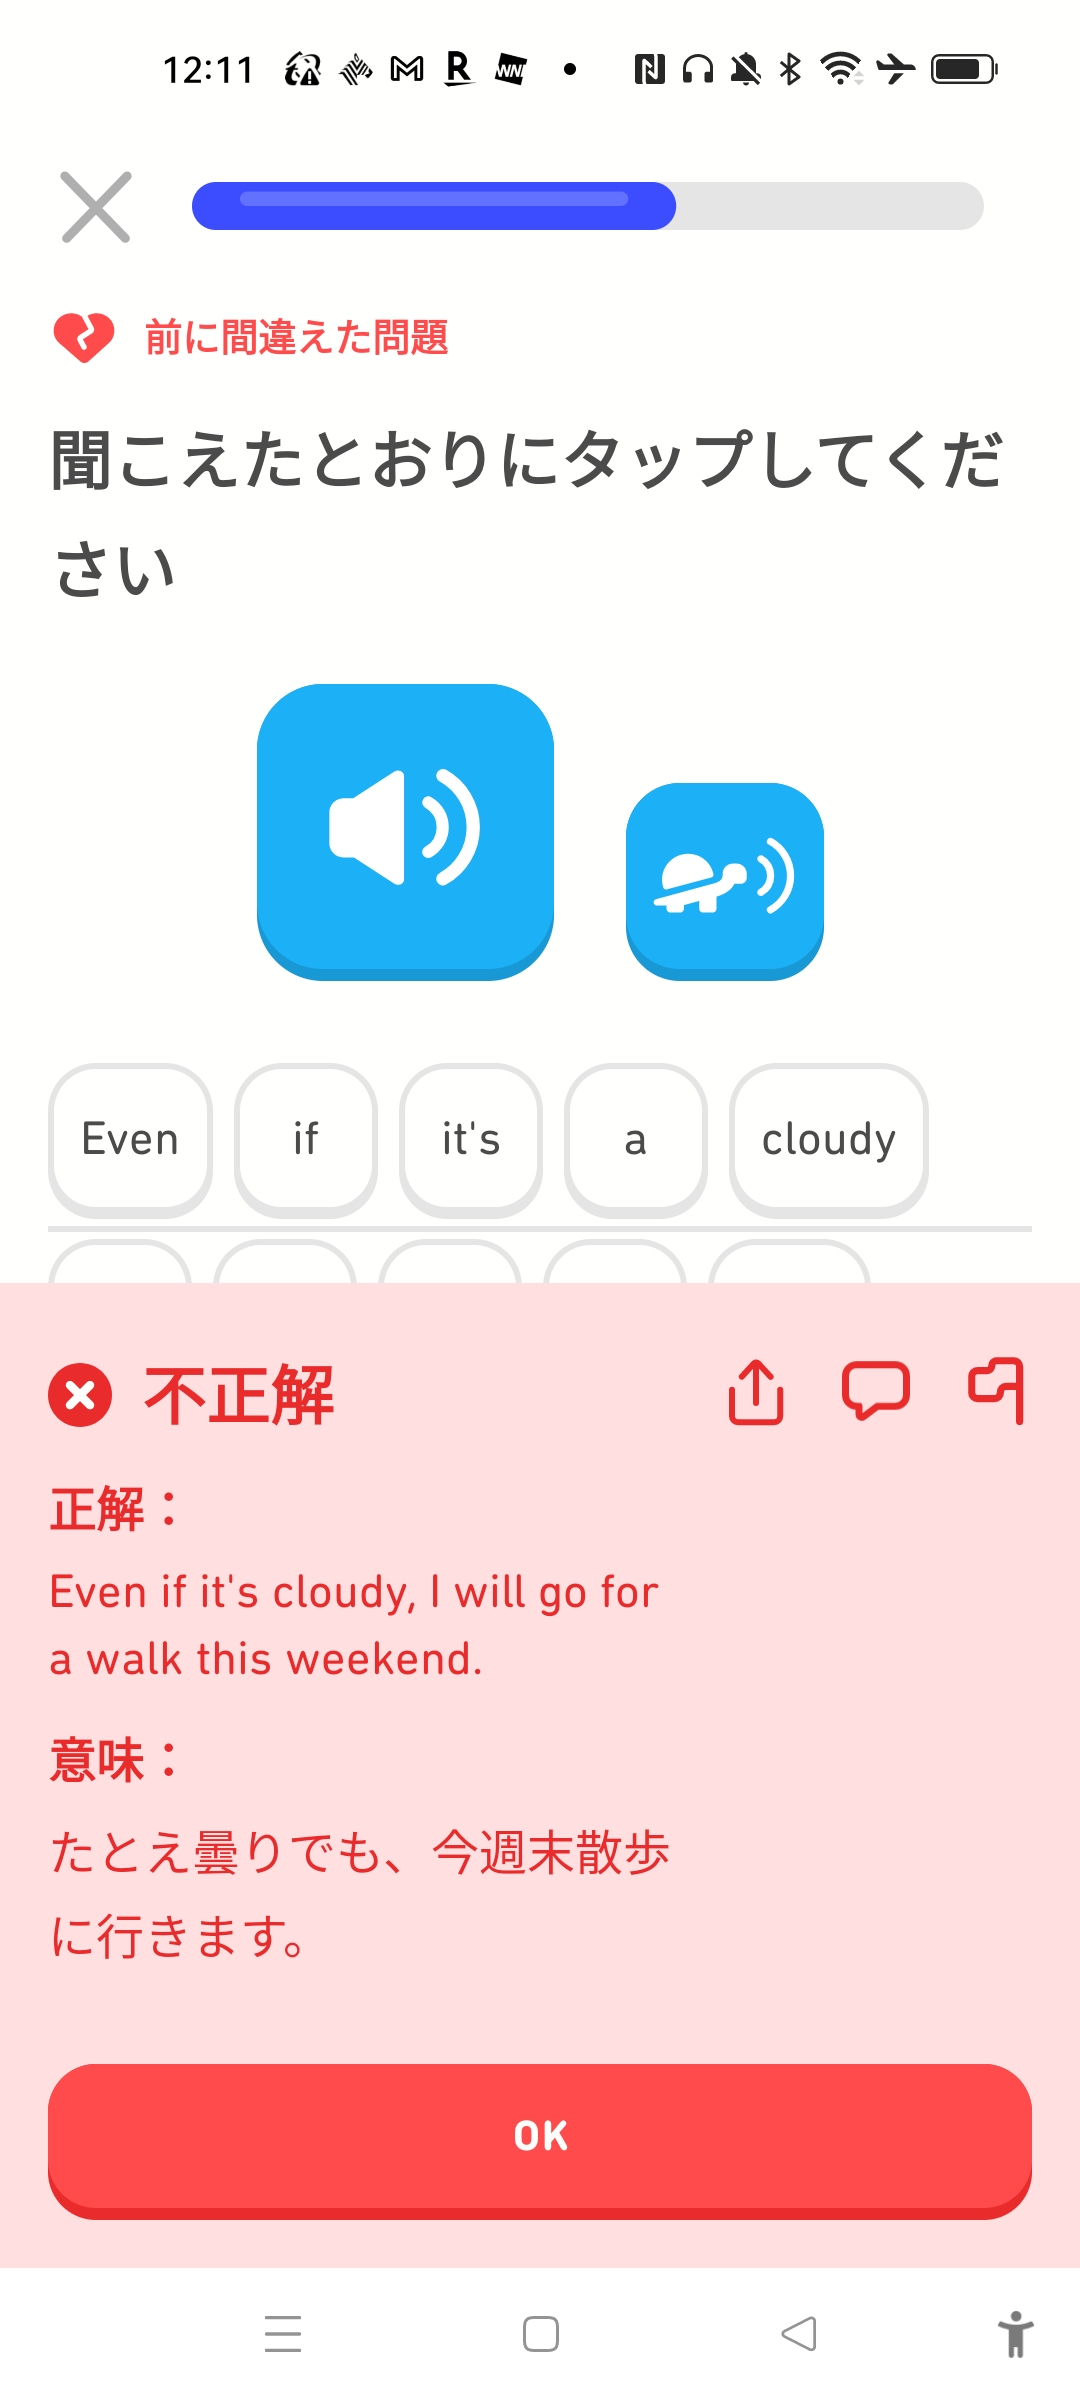 12:11
前に間違えた問題
聞こえたとおりにタップしてくだ
さい
Even if it's a cloudy
不正解
正解：
Even if it's cloudy, I will go for
a walk this weekend.
意味：
たとえ曇りでも、今週末散歩
に行きます。
OK